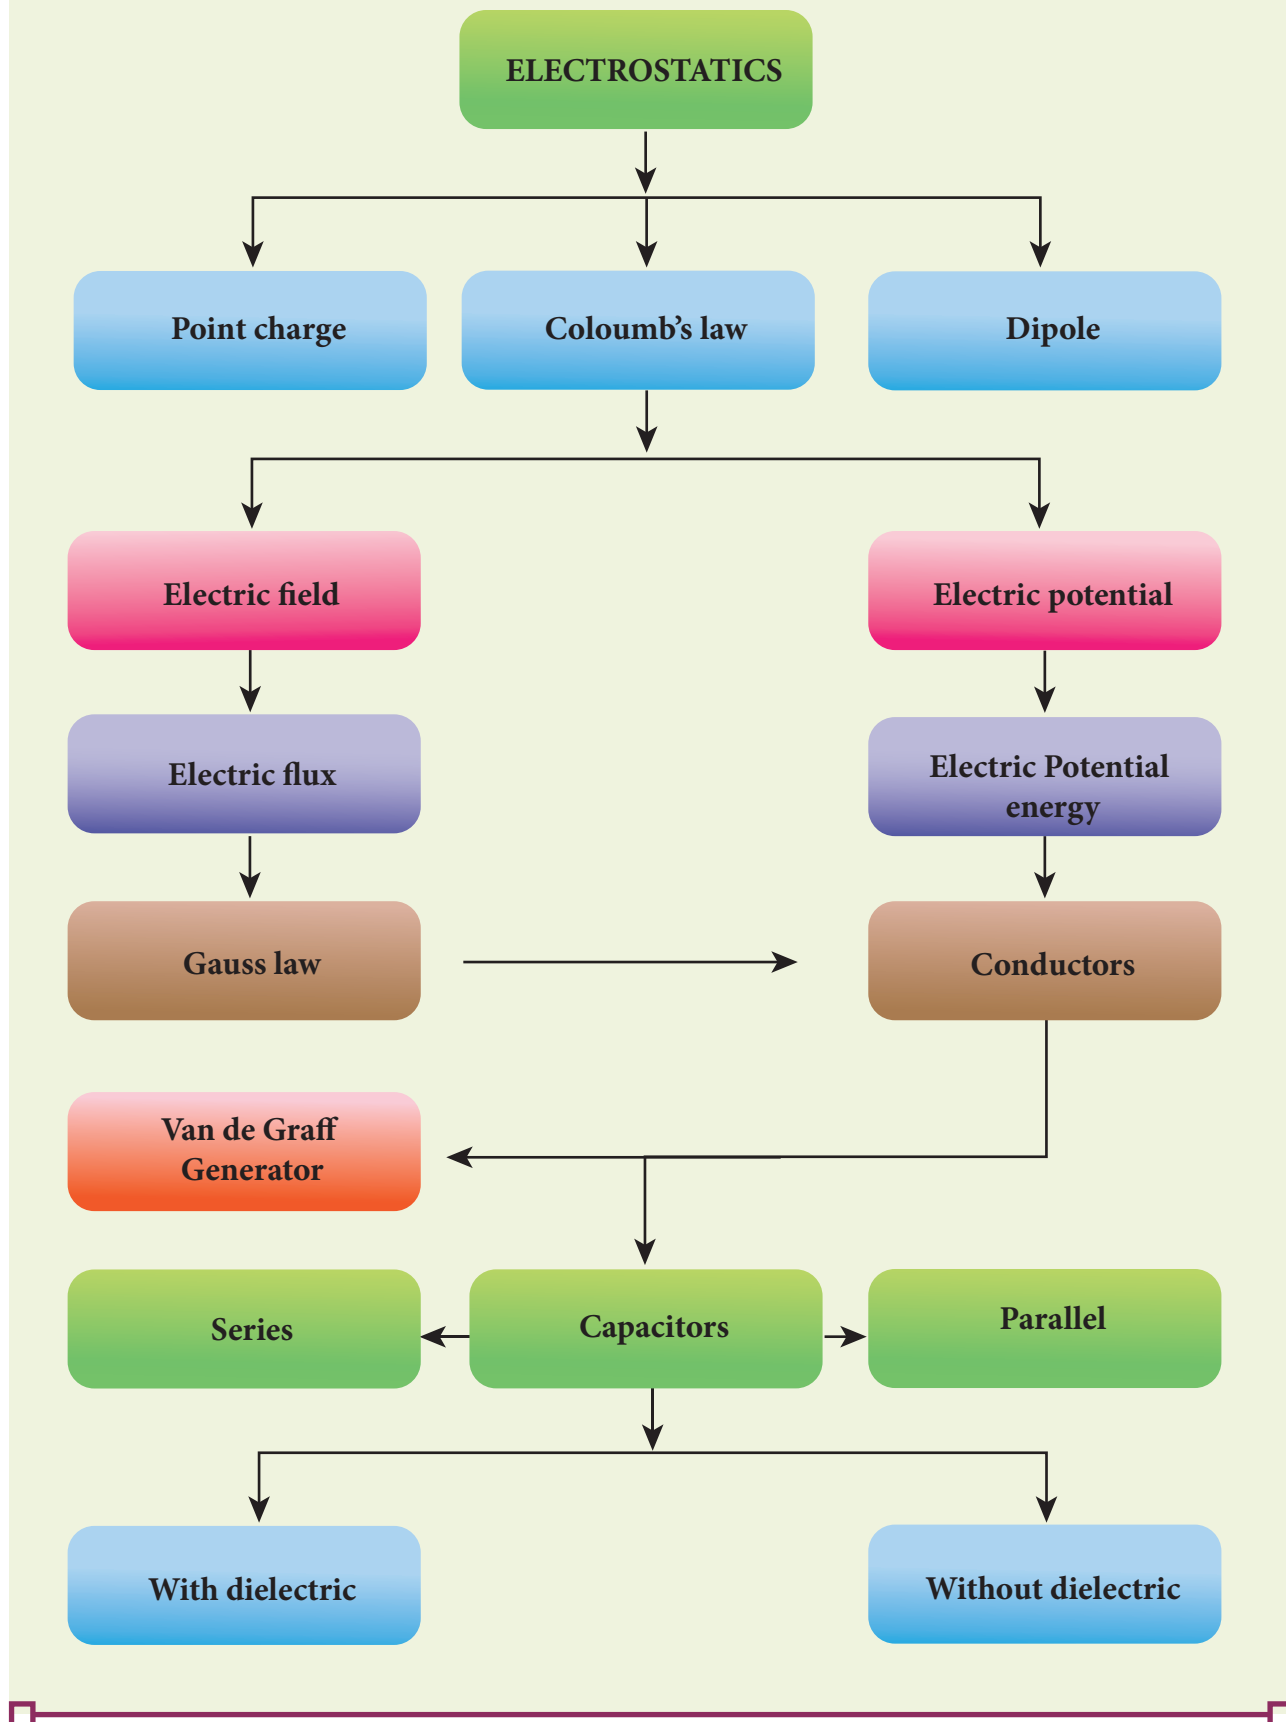 ELECTROSTATICS
Point charge
Coloumb's law
Dipole
Electric field
Electric potential
Electric flux
Electric Potential
energy
Gauss law
Conductors
Van de Graff
Generator
Series
Capacitors
Parallel
With dielectric
Without dielectric